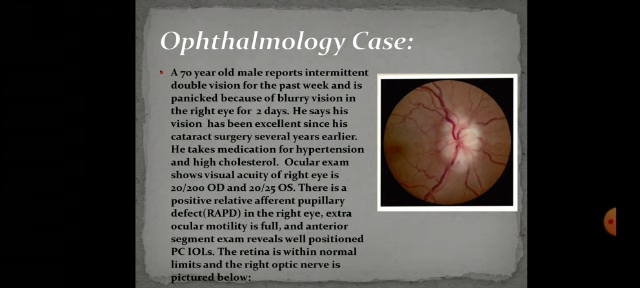 Ophthalmology Case:
A 70 year old male reports intermittent
double vision for the past week and is
panicked because of blurry vision in
the right eye for 2 days. He says his
vision has been excellent since his
cataract surgery several years earlier.
He takes medication for hypertension
and high cholesterol. Ocular exam
shows visual acuity of right eye is
20/200 OD and 20/25 OS. There is a
positive relative afferent pupillary
defect(RAPD) in the right eye, extra
ocular motility is full, and anterior
segment exam reveals well positioned
PC IOLs. The retina is within normal
limits and the right optic nerve is
pictured below: